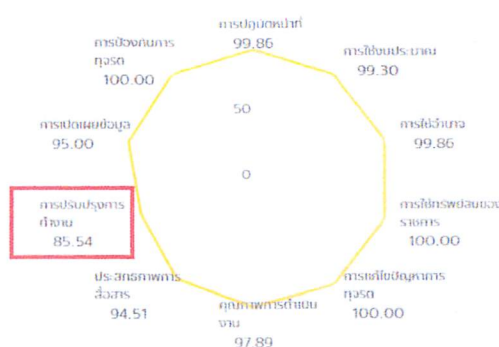 การปฏิบัติหน้าที่
99.86
การใช้งบประมาณ
99.30
การใช้อำนาจ
99.86
การใช้ทรัพย์สินของ
ราชการ
100.00
การแก้ไขปัญหาการ
ทุจริต
100.00
คุณภาพการดำเนิน
งาน
97.89
ประสิทธิภาพการ
สื่อสาร
94.51
การปรับปรุงการ
ทำงาน
85.54
การเปิดเผยข้อมูล
95.00
การป้องกันการ
ทุจริต
100.00
50
0